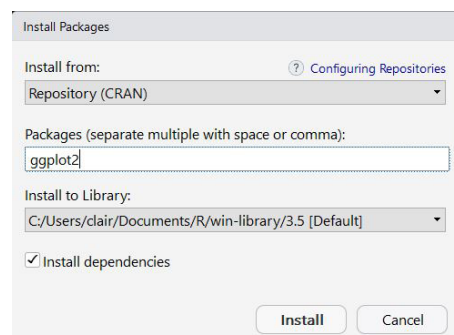 Install Packages
Install from:
? Configuring Repositories
Repository (CRAN)
Packages (separate multiple with space or comma):
ggplot2
Install to Library:
C:/Users/clair/Documents/R/win-library/3.5 [Default]
Install dependencies
Install
Cancel